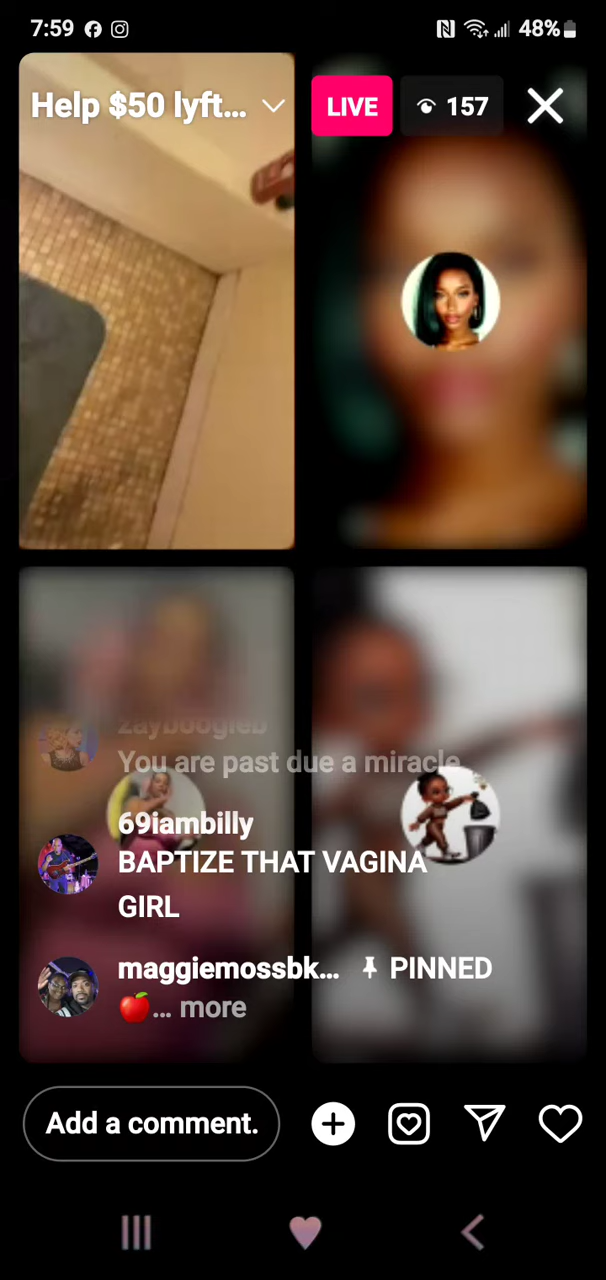 7:59
48%
Help $50 lyft...
LIVE
157
zayboogieb
You are past due a miracle
69iambilly
BAPTIZE THAT VAGINA
GIRL
maggiemossbk... PINNED
🍎... more
Add a comment.